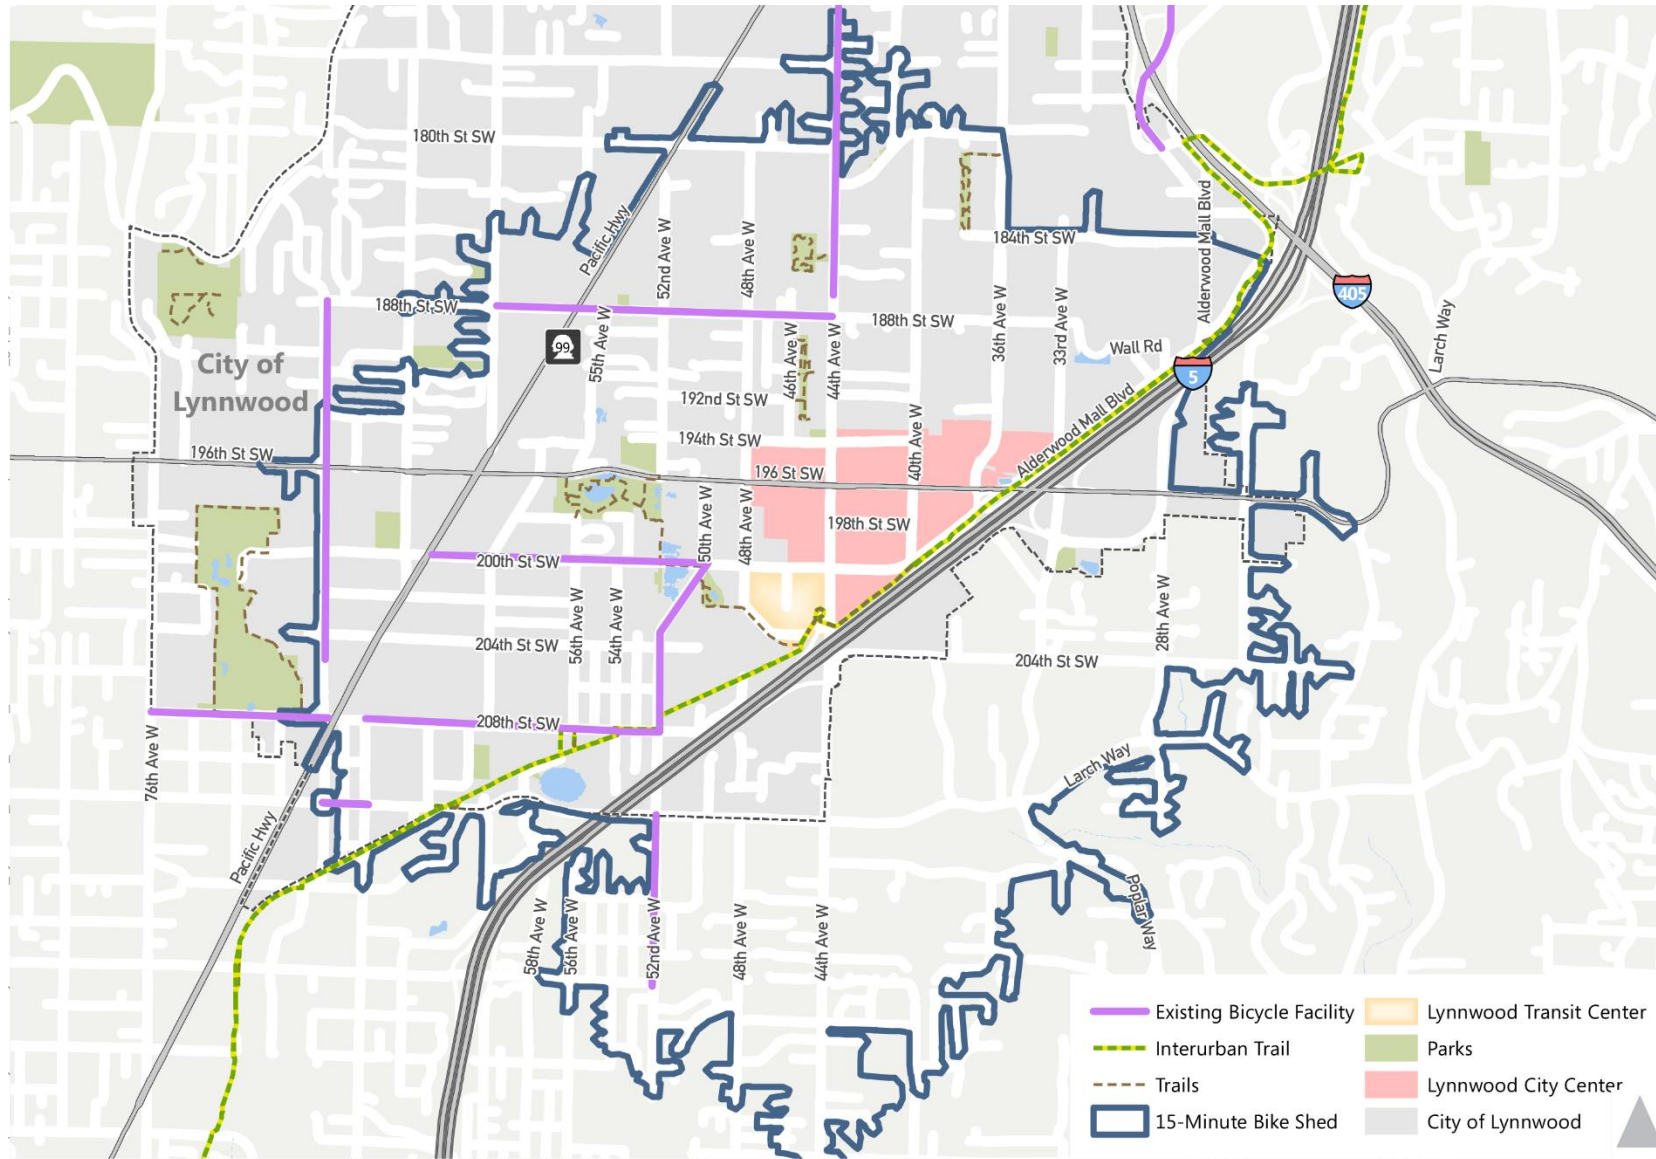 180th St SW
Pacific Hwy
52nd Ave W
48th Ave W
184th St SW
Alderwood Mall Blvd
405
188th St SW
99
55th Ave W
46th Ave W
44th Ave W
188th St SW
36th Ave W
33rd Ave W
Wall Rd
5
Larch Way
City of
Lynnwood
192nd St SW
194th St SW
40th Ave W
Alderwood Mall Blvd
196th St SW
196 St SW
50th Ave W
48th Ave W
198th St SW
200th St SW
56th Ave W
54th Ave W
204th St SW
28th Ave W
204th St SW
208th St SW
76th Ave W
Larch Way
Pacific Hwy
Poplar Way
58th Ave W
56th Ave W
52nd Ave W
48th Ave W
44th Ave W
Existing Bicycle Facility
Interurban Trail
Trails
15-Minute Bike Shed
Lynnwood Transit Center
Parks
Lynnwood City Center
City of Lynnwood